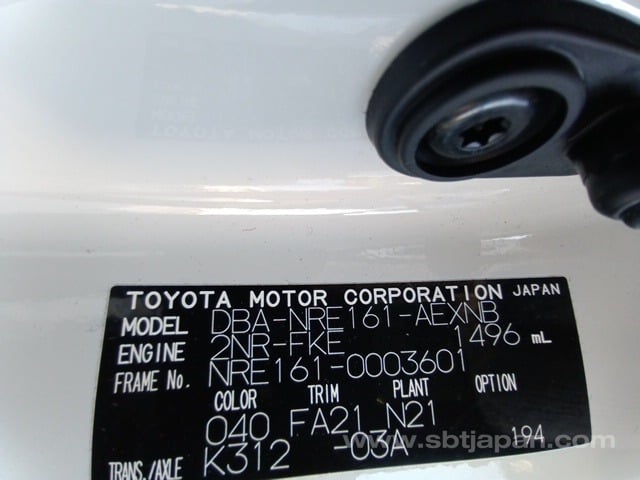 TOYOTA MOTOR CORPORATION JAPAN
MODEL DBA-NRE161-AEXNB
ENGINE 2NR-FKE 1496 mL
FRAME No. NRE161-0003601
COLOR TRIM PLANT OPTION
040 FA21 N21
TRANS./AXLE K312 -03A 194
www.sbtjapan.com